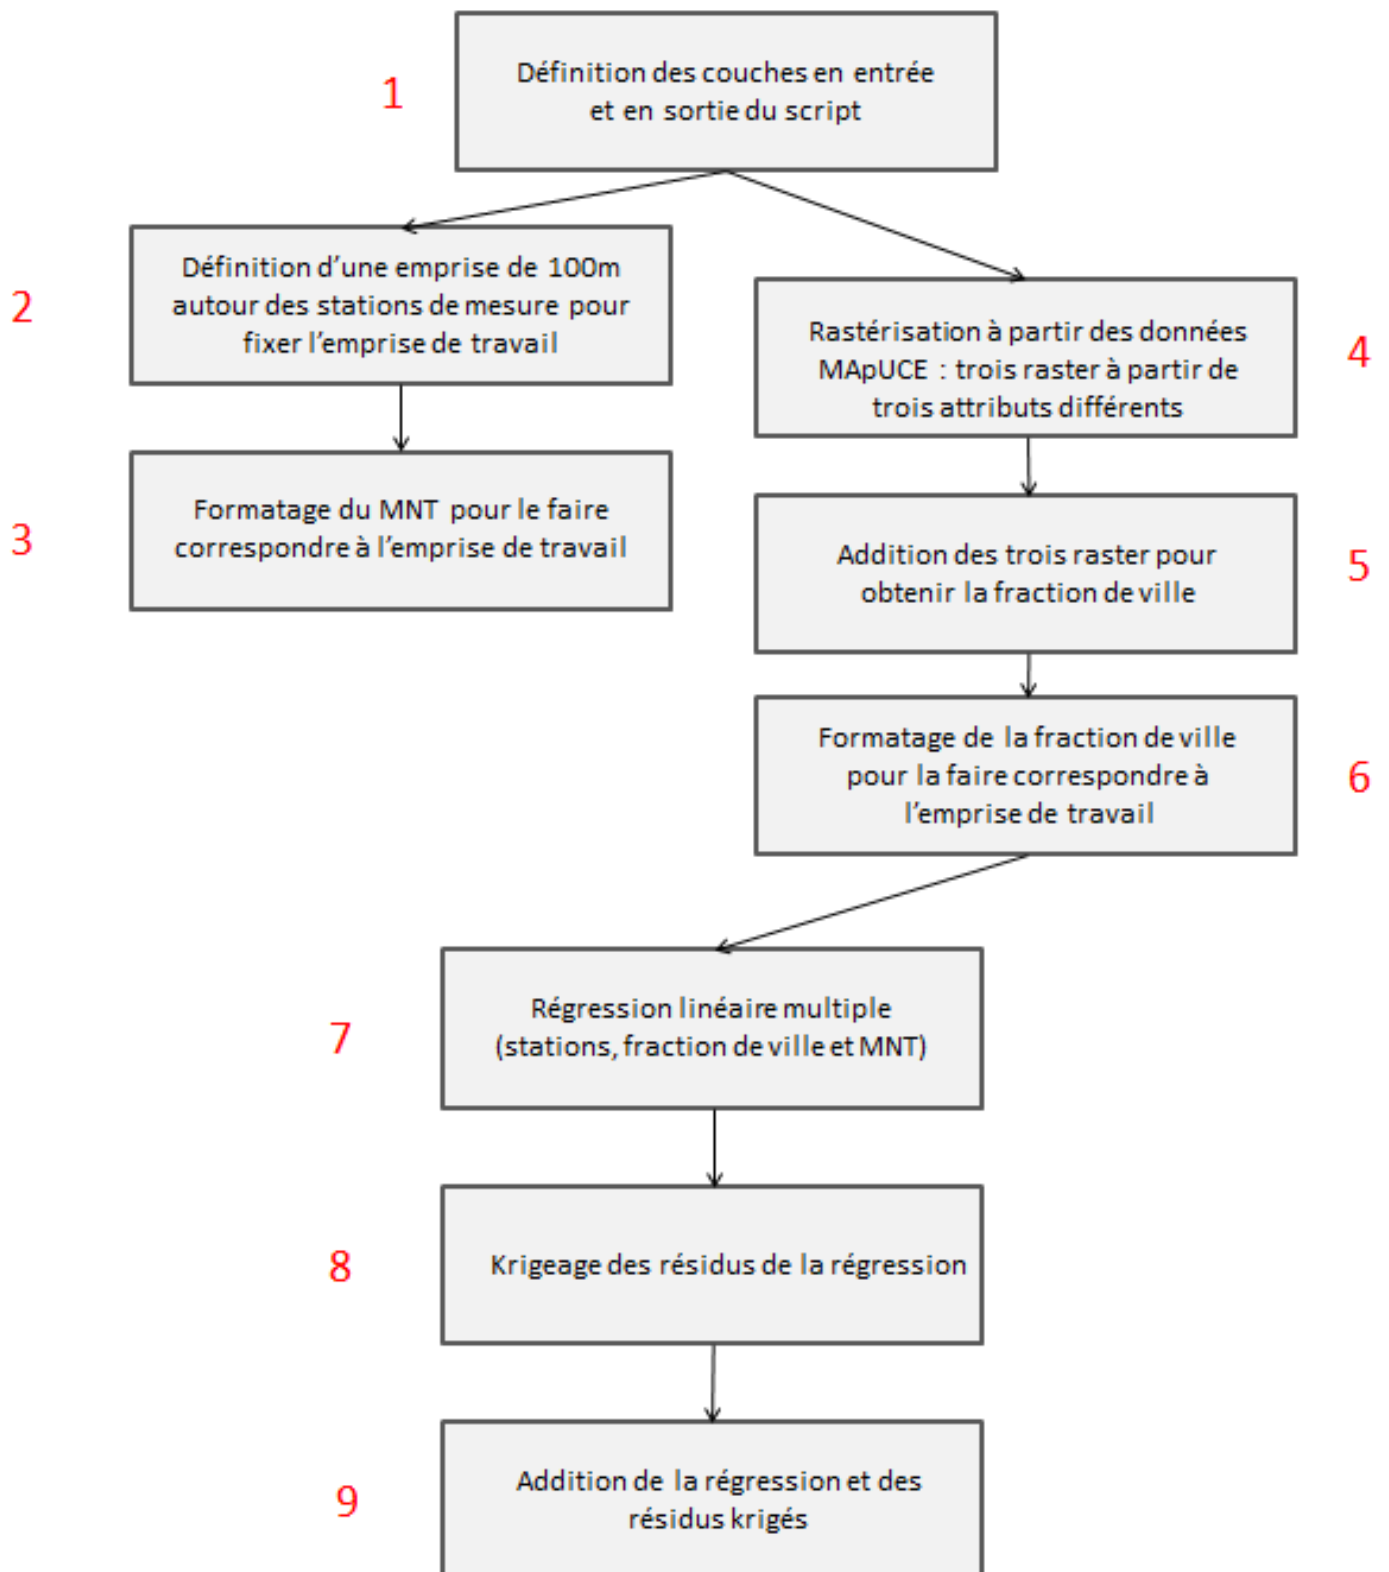 1
Définition des couches en entrée
et en sortie du script
2
Définition d'une emprise de 100m
autour des stations de mesure pour
fixer l'emprise de travail
3
Formatage du MNT pour le faire
correspondre à l'emprise de travail
4
Rastérisation à partir des données
MApUCE : trois raster à partir de
trois attributs différents
5
Addition des trois raster pour
obtenir la fraction de ville
6
Formatage de la fraction de ville
pour la faire correspondre à
l'emprise de travail
7
Régression linéaire multiple
(stations, fraction de ville et MNT)
8
Krigeage des résidus de la régression
9
Addition de la régression et des
résidus krigés